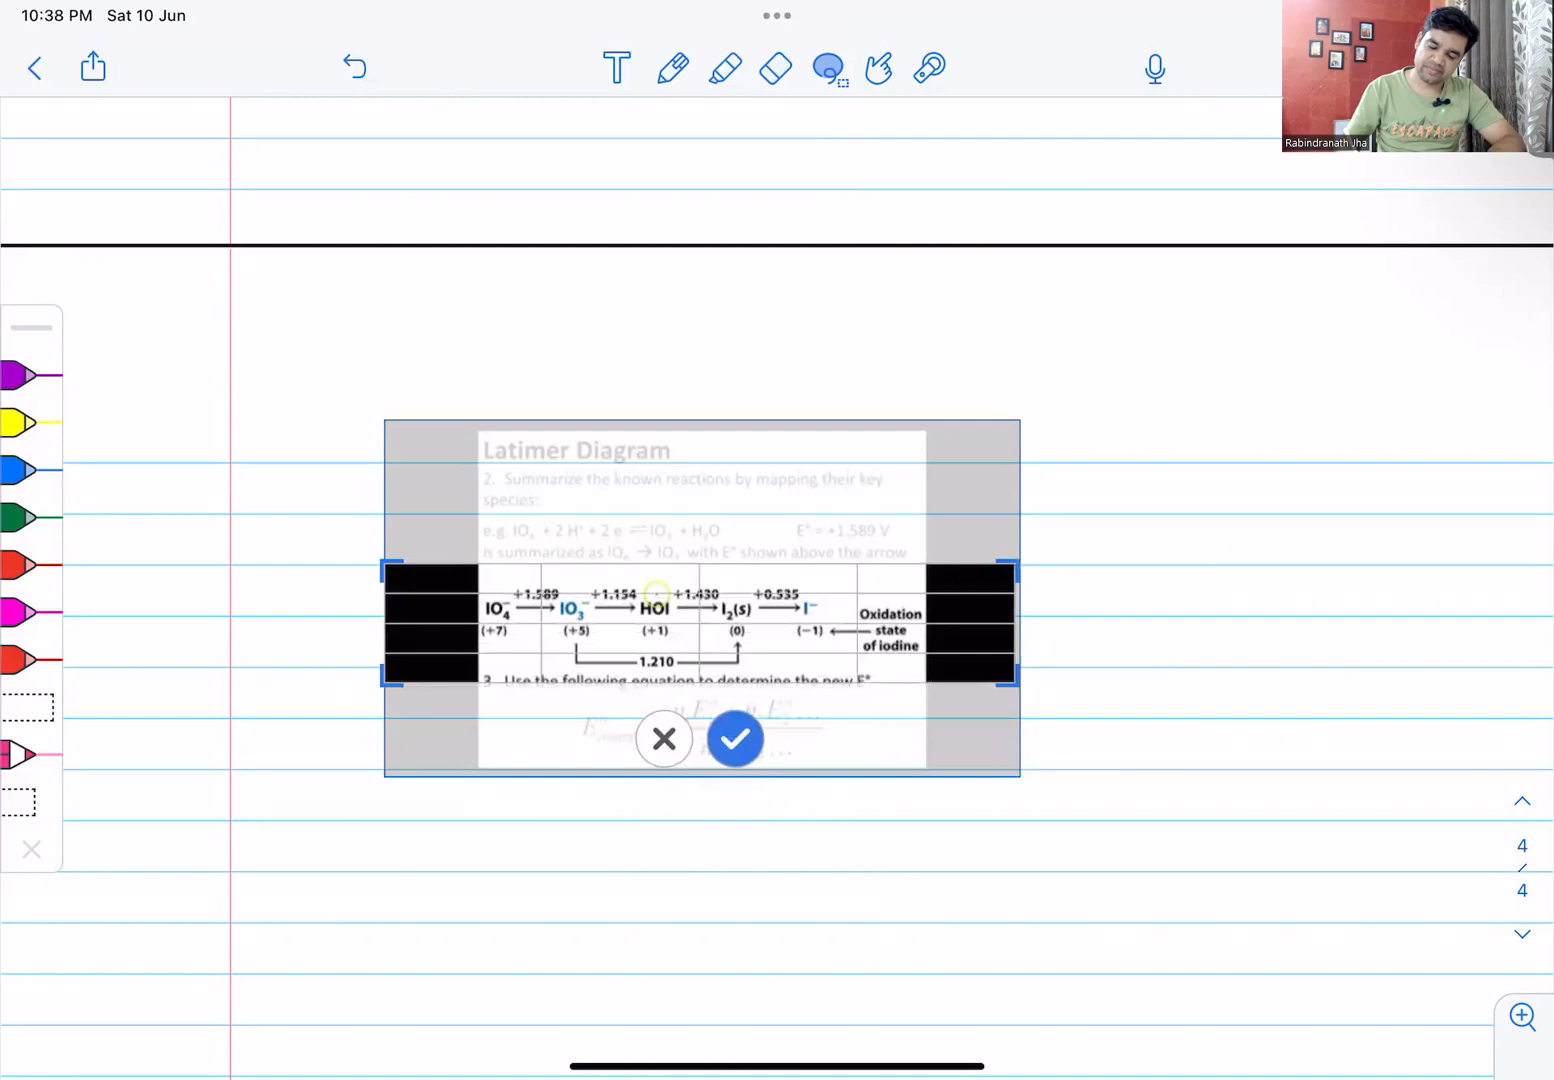 10:38 PM Sat 10 Jun
Rabindranath Jha
Latimer Diagram
2. Summarize the known reactions by mapping their key
species:
e.g. IO₄ + 2 H⁺ + 2 e ⇌ IO₃ + H₂O E° = +1.589 V
is summarized as IO₄ → IO₃ with E° shown above the arrow
+1.589 +1.154 +1.430 +0.535
IO₄⁻ → IO₃⁻ → HOI → I₂(s) → I⁻
Oxidation
(+7) (+5) (+1) (0) (−1) ← state
of iodine
1.210
3. Use the following equation to determine the new E°
4
4